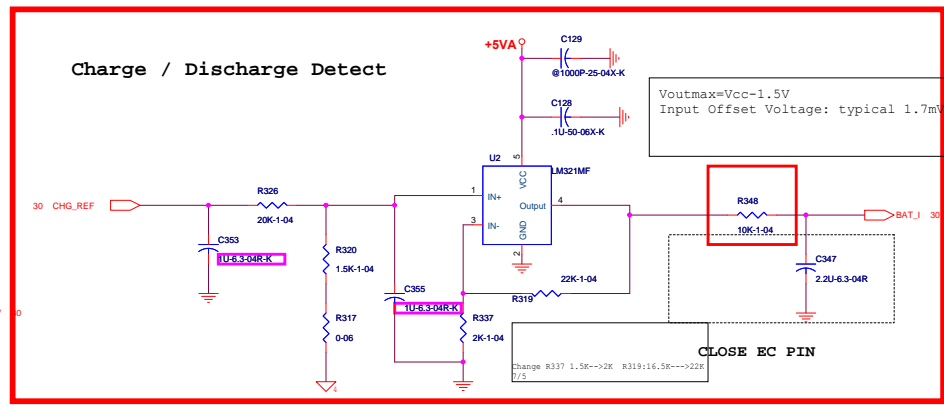 Charge / Discharge Detect
+5VA
C129
@1000P-25-04X-K
C128
.1U-50-06X-K
Voutmax=Vcc-1.5V
Input Offset Voltage: typical 1.7mV
U2
LM321MF
5
VCC
1
IN+
Output
4
3
IN-
GND
2
30 CHG_REF
R326
20K-1-04
C353
1U-6.3-04R-K
R320
1.5K-1-04
R317
0-06
4
C355
1U-6.3-04R-K
R337
2K-1-04
22K-1-04
R319
R348
10K-1-04
BAT_I 30
C347
2.2U-6.3-04R
CLOSE EC PIN
Change R337 1.5K-->2K R319:16.5K--->22K
7/5